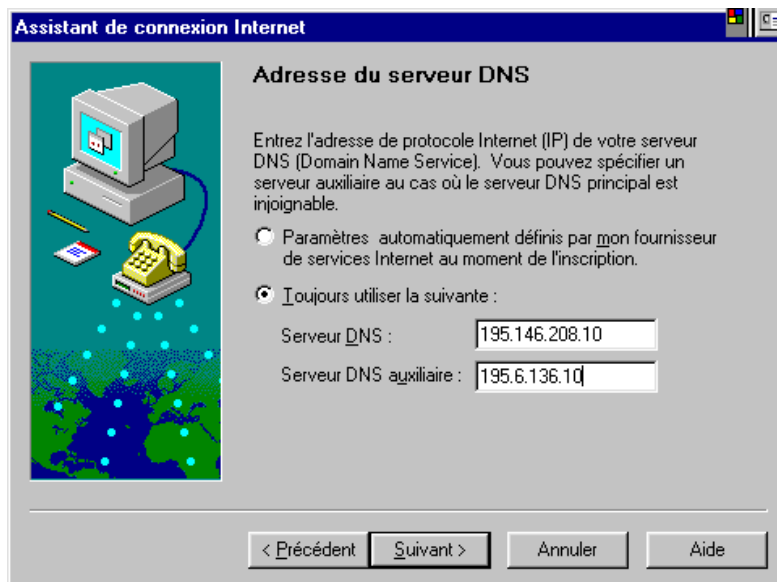 Assistant de connexion Internet
Adresse du serveur DNS
Entrez l'adresse de protocole Internet (IP) de votre serveur
DNS (Domain Name Service). Vous pouvez spécifier un
serveur auxiliaire au cas où le serveur DNS principal est
injoignable.
Paramètres automatiquement définis par mon fournisseur
de services Internet au moment de l'inscription.
Toujours utiliser la suivante :
Serveur DNS : 195.146.208.10
Serveur DNS auxiliaire : 195.6.136.10
< Précédent Suivant > Annuler Aide